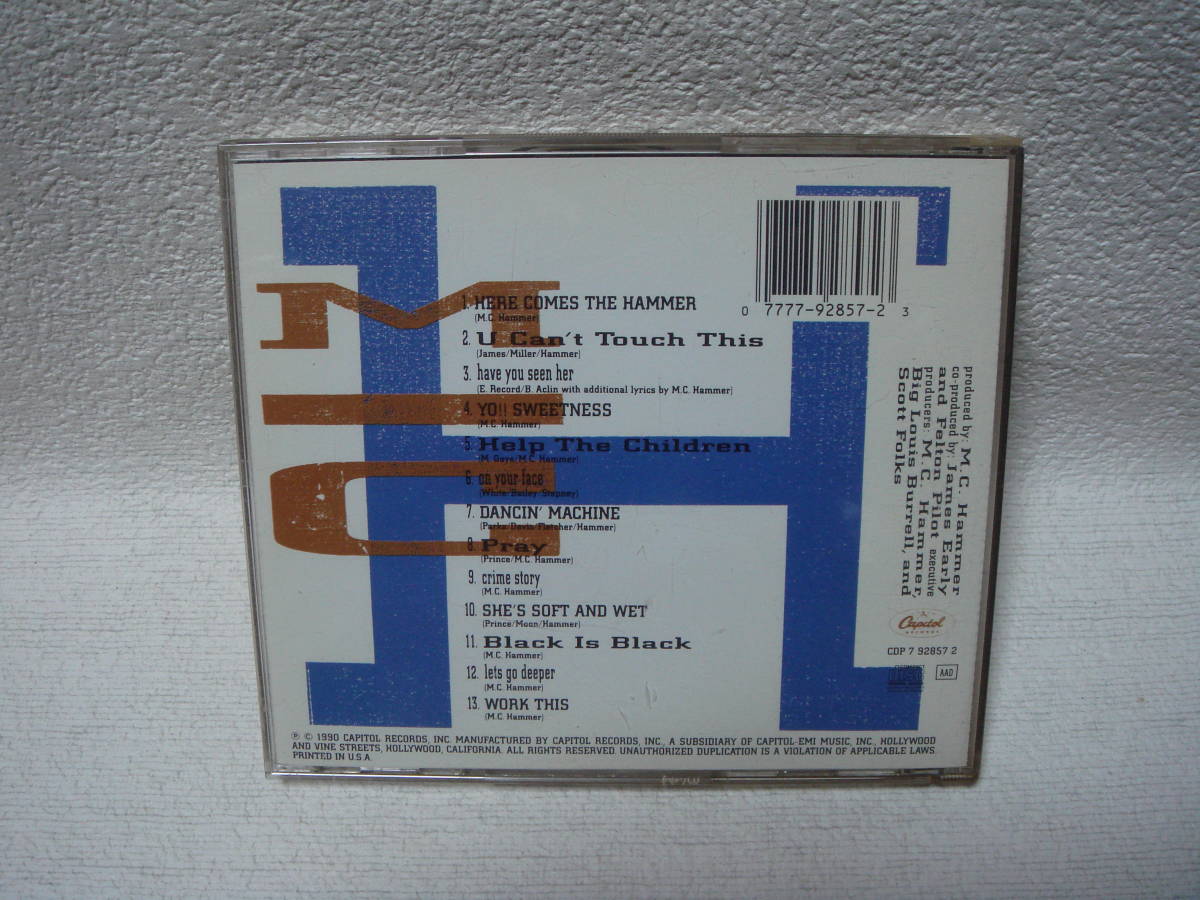 M
C
H
1. HERE COMES THE HAMMER
(M.C. Hammer)
2. U Can't Touch This
(James/Miller/Hammer)
3. have you seen her
(E. Record/B. Aclin with additional lyrics by M.C. Hammer)
4. YO!! SWEETNESS
(M.C. Hammer)
5. Help The Children
(M. Gaye/M.C. Hammer)
6. on your face
(White/Bailey/Stepney)
7. DANCIN' MACHINE
(Parks/Davis/Fletcher/Hammer)
8. Pray
(Prince/M.C. Hammer)
9. crime story
(M.C. Hammer)
10. SHE'S SOFT AND WET
(Prince/Moon/Hammer)
11. Black Is Black
(M.C. Hammer)
12. lets go deeper
(M.C. Hammer)
13. WORK THIS
(M.C. Hammer)
0 7777-92857-2 3
produced by: M.C. Hammer
co-produced by: James Early
and Felton Pilot executive
producers: M.C. Hammer,
Big Louis Burrell, and
Scott Folks
Capitol
RECORDS
CDP 7 92857 2
AAD
℗ © 1990 CAPITOL RECORDS, INC. MANUFACTURED BY CAPITOL RECORDS, INC., A SUBSIDIARY OF CAPITOL-EMI MUSIC, INC., HOLLYWOOD
AND VINE STREETS, HOLLYWOOD, CALIFORNIA. ALL RIGHTS RESERVED. UNAUTHORIZED DUPLICATION IS A VIOLATION OF APPLICABLE LAWS.
PRINTED IN U.S.A.